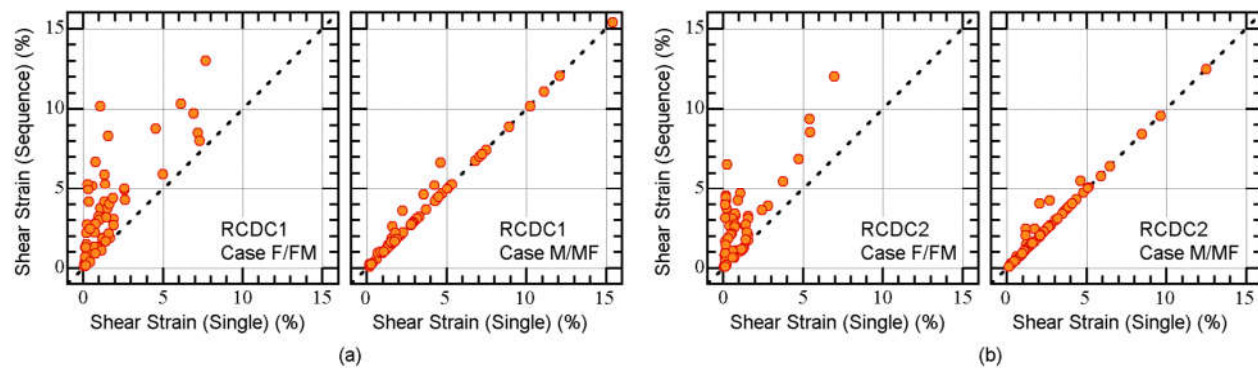 Shear Strain (Sequence) (%)
15
10
5
0
RCDC1
Case F/FM
0
5
10
15
Shear Strain (Single) (%)
RCDC1
Case M/MF
0
5
10
15
Shear Strain (Single) (%)
(a)
Shear Strain (Sequence) (%)
15
10
5
0
RCDC2
Case F/FM
0
5
10
15
Shear Strain (Single) (%)
RCDC2
Case M/MF
0
5
10
15
Shear Strain (Single) (%)
(b)